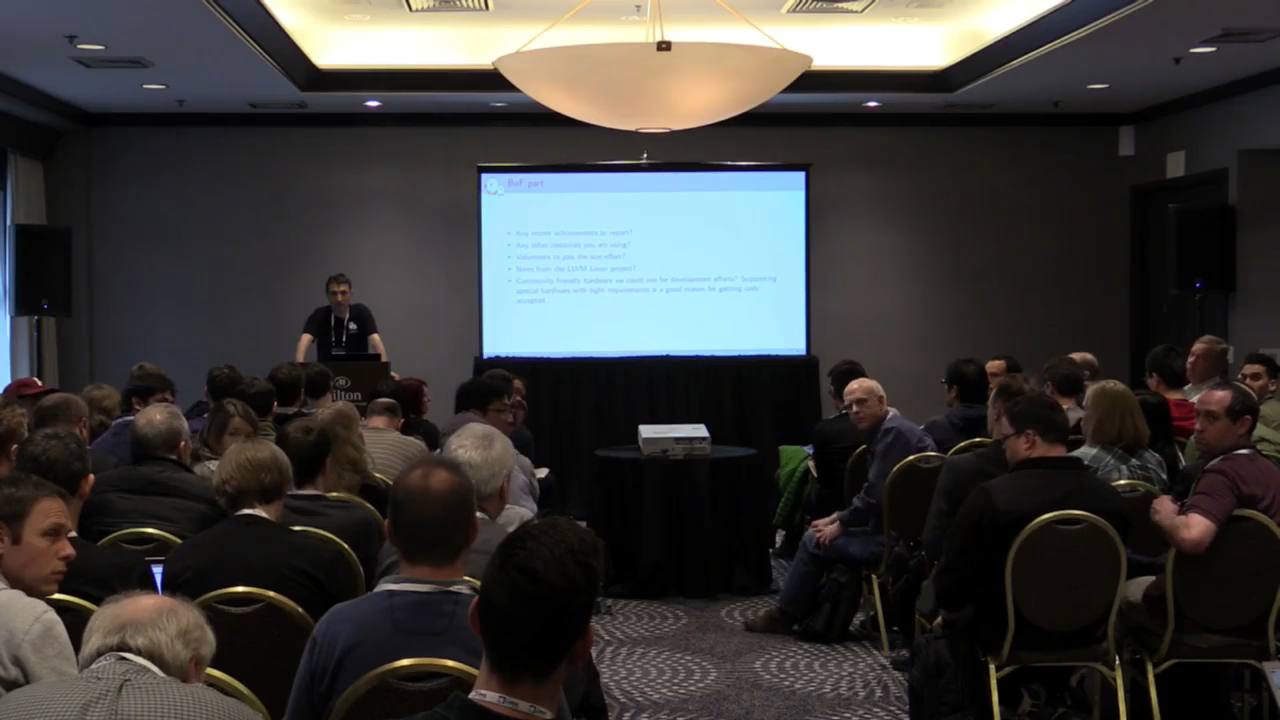 BoF part
• Any recent achievements to report?
• Any other resources you are using?
• Volunteers to join the size effort?
• News from the LLVM Linux project?
• Community friendly hardware we could use for development efforts? Supporting
special hardware with tight requirements is a good reason for getting code
accepted.
ilton